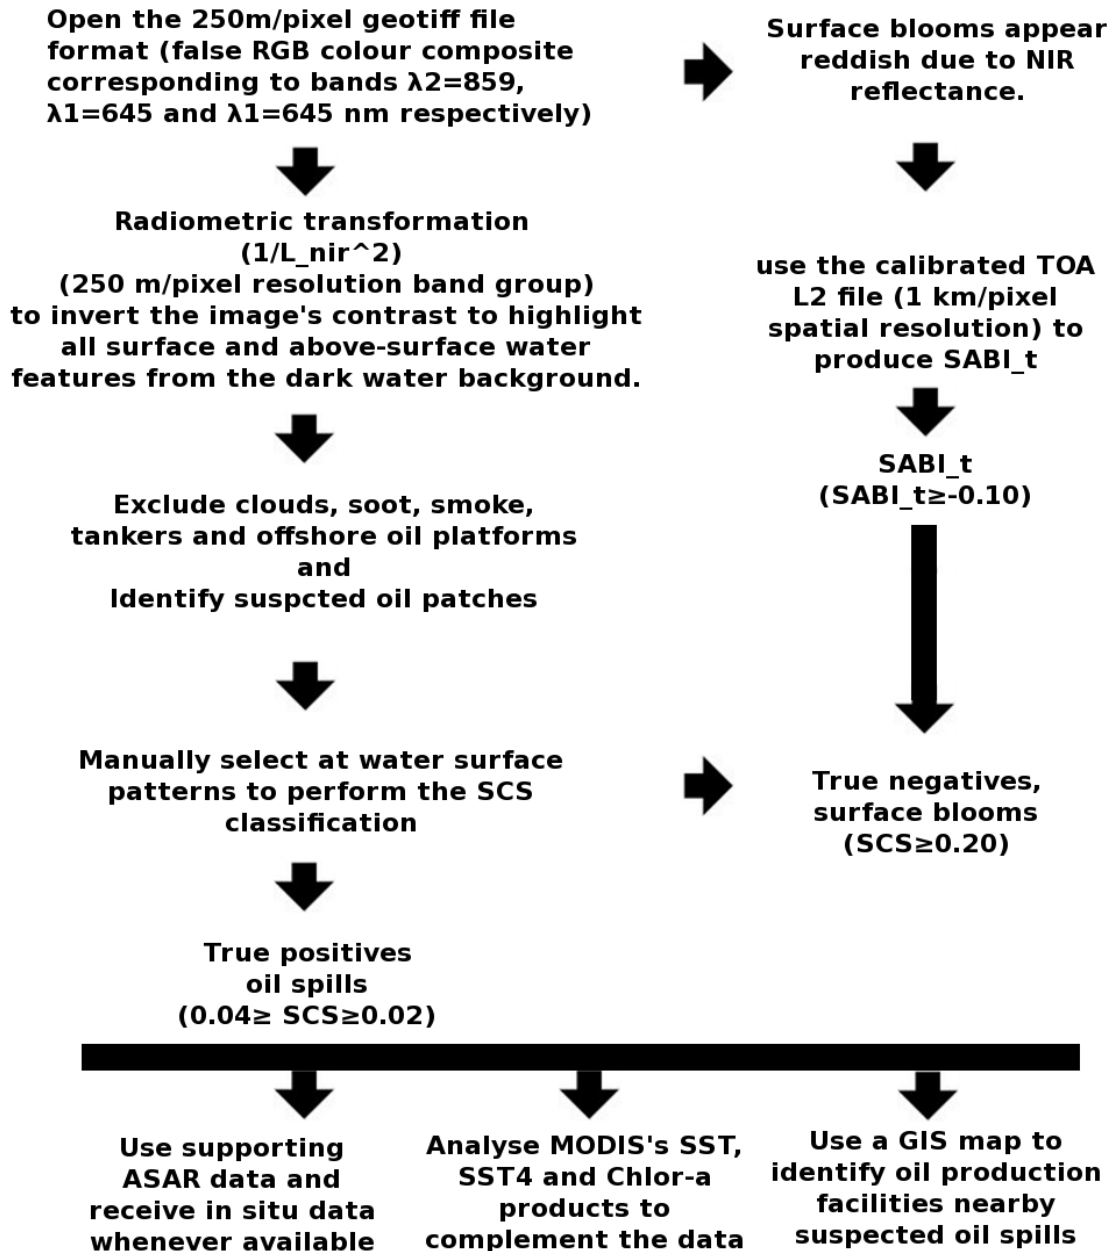 Open the 250m/pixel geotiff file
format (false RGB colour composite
corresponding to bands λ2=859,
λ1=645 and λ1=645 nm respectively)
Surface blooms appear
reddish due to NIR
reflectance.
Radiometric transformation
(1/L_nir^2)
(250 m/pixel resolution band group)
to invert the image's contrast to highlight
all surface and above-surface water
features from the dark water background.
use the calibrated TOA
L2 file (1 km/pixel
spatial resolution) to
produce SABI_t
SABI_t
(SABI_t≥-0.10)
Exclude clouds, soot, smoke,
tankers and offshore oil platforms
and
Identify suspcted oil patches
Manually select at water surface
patterns to perform the SCS
classification
True negatives,
surface blooms
(SCS≥0.20)
True positives
oil spills
(0.04≥ SCS≥0.02)
Use supporting
ASAR data and
receive in situ data
whenever available
Analyse MODIS's SST,
SST4 and Chlor-a
products to
complement the data
Use a GIS map to
identify oil production
facilities nearby
suspected oil spills